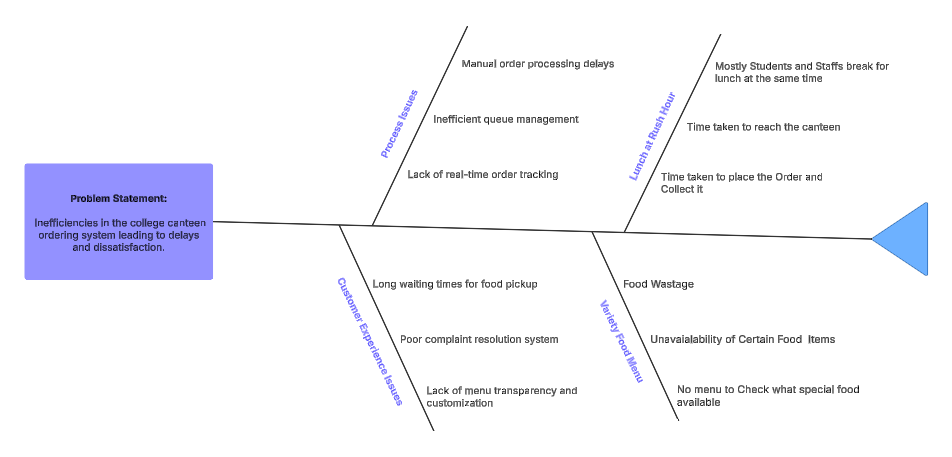 Problem Statement:
Inefficiencies in the college canteen
ordering system leading to delays
and dissatisfaction.
Process Issues
Manual order processing delays
Inefficient queue management
Lack of real-time order tracking
Lunch at Rush Hour
Mostly Students and Staffs break for
lunch at the same time
Time taken to reach the canteen
Time taken to place the Order and
Collect it
Customer Experience Issues
Long waiting times for food pickup
Poor complaint resolution system
Lack of menu transparency and
customization
Variety Food Menu
Food Wastage
Unavaialability of Certain Food Items
No menu to Check what special food
available